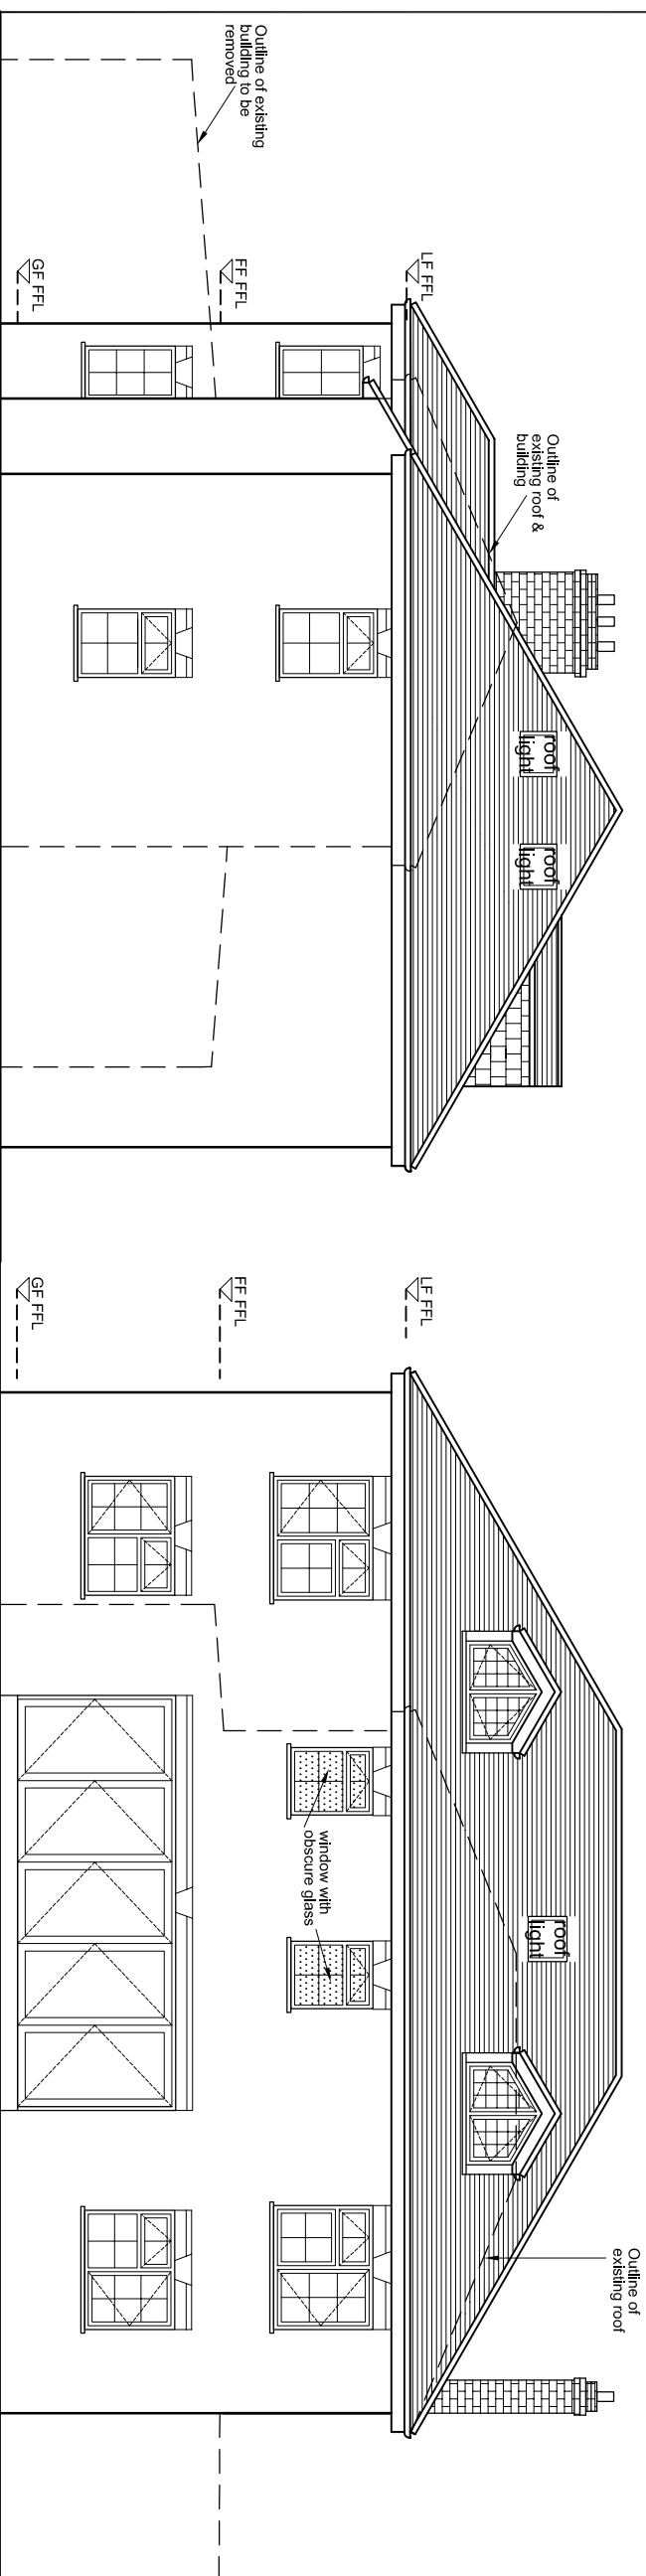 Outline of existing
building to be
removed
LF FFL
FF FFL
GF FFL
Outline of
existing roof &
building
roof
light
roof
light
LF FFL
FF FFL
GF FFL
window with
obscure glass
roof
light
Outline of
existing roof